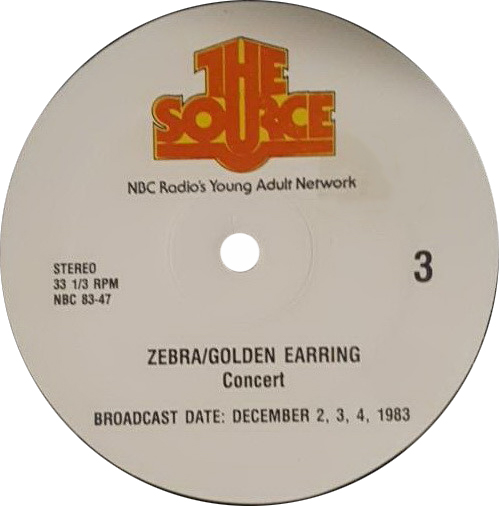 THE
SOURCE
NBC Radio's Young Adult Network
STEREO
33 1/3 RPM
NBC 83-47
3
ZEBRA/GOLDEN EARRING
Concert
BROADCAST DATE: DECEMBER 2, 3, 4, 1983